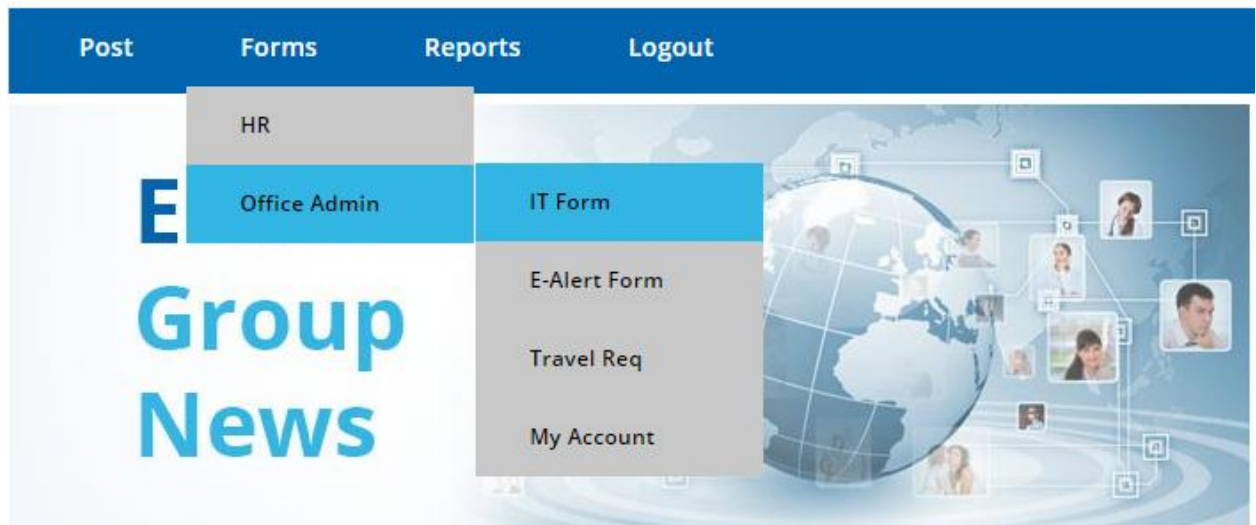 Post Forms Reports Logout
HR
Office Admin
IT Form
E-Alert Form
Travel Req
My Account
E
Group
News